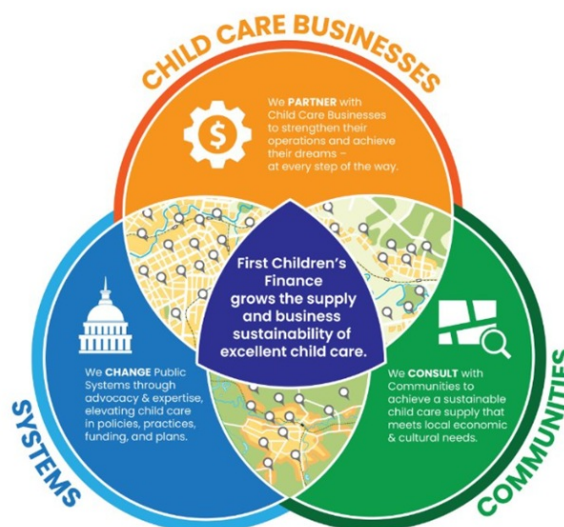 CHILD CARE BUSINESSES
We PARTNER with
Child Care Businesses
to strengthen their
operations and achieve
their dreams –
at every step of the way.
$
First Children's
Finance
grows the supply
and business
sustainability of
excellent child care.
We CHANGE Public
Systems through
advocacy & expertise,
elevating child care
in policies, practices,
funding, and plans.
We CONSULT with
Communities to
achieve a sustainable
child care supply that
meets local economic
& cultural needs.
SYSTEMS
COMMUNITIES